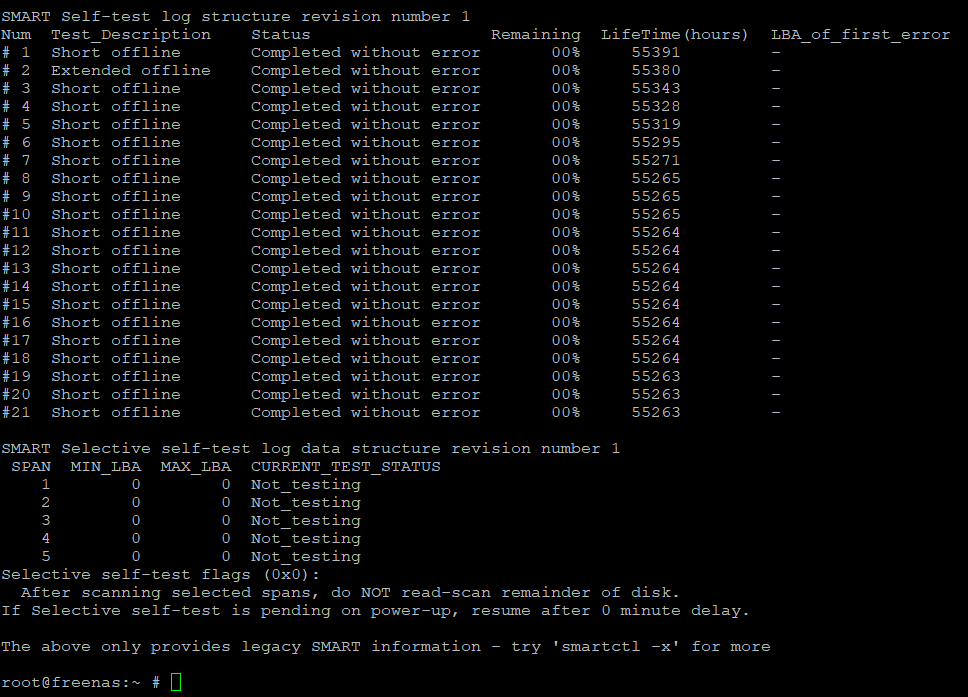 SMART Self-test log structure revision number 1
Num  Test_Description    Status                  Remaining  LifeTime(hours)  LBA_of_first_error
# 1  Short offline       Completed without error       00%     55391         -
# 2  Extended offline    Completed without error       00%     55380         -
# 3  Short offline       Completed without error       00%     55343         -
# 4  Short offline       Completed without error       00%     55328         -
# 5  Short offline       Completed without error       00%     55319         -
# 6  Short offline       Completed without error       00%     55295         -
# 7  Short offline       Completed without error       00%     55271         -
# 8  Short offline       Completed without error       00%     55265         -
# 9  Short offline       Completed without error       00%     55265         -
#10  Short offline       Completed without error       00%     55265         -
#11  Short offline       Completed without error       00%     55264         -
#12  Short offline       Completed without error       00%     55264         -
#13  Short offline       Completed without error       00%     55264         -
#14  Short offline       Completed without error       00%     55264         -
#15  Short offline       Completed without error       00%     55264         -
#16  Short offline       Completed without error       00%     55264         -
#17  Short offline       Completed without error       00%     55264         -
#18  Short offline       Completed without error       00%     55264         -
#19  Short offline       Completed without error       00%     55263         -
#20  Short offline       Completed without error       00%     55263         -
#21  Short offline       Completed without error       00%     55263         -
SMART Selective self-test log data structure revision number 1
 SPAN  MIN_LBA  MAX_LBA  CURRENT_TEST_STATUS
    1        0        0  Not_testing
    2        0        0  Not_testing
    3        0        0  Not_testing
    4        0        0  Not_testing
    5        0        0  Not_testing
Selective self-test flags (0x0):
  After scanning selected spans, do NOT read-scan remainder of disk.
If Selective self-test is pending on power-up, resume after 0 minute delay.
The above only provides legacy SMART information - try 'smartctl -x' for more
root@freenas:~ #